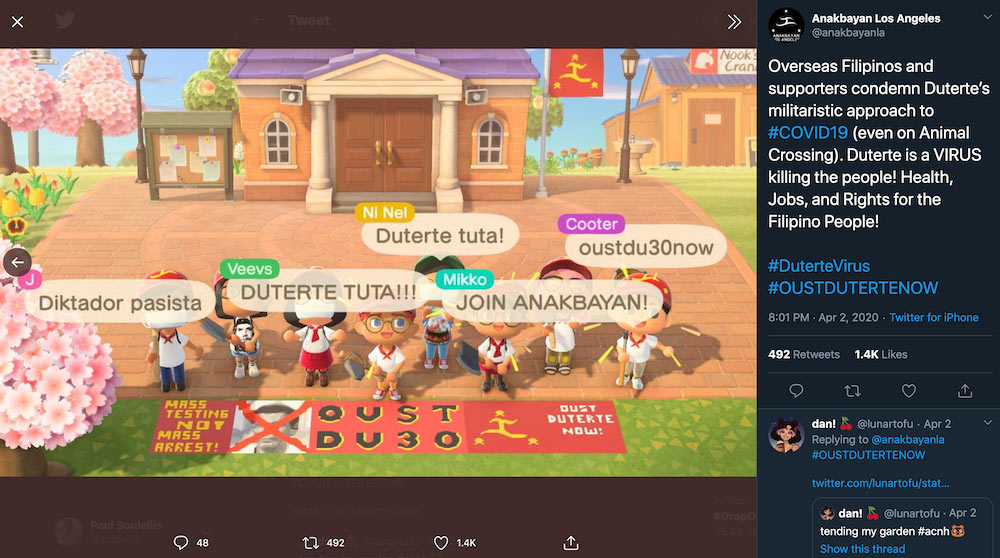 Tweet
Nook's
Cran
Ni Nel
Duterte tuta!
Cooter
oustdu30now
J
Diktador pasista
Veevs
DUTERTE TUTA!!!
Mikko
JOIN ANAKBAYAN!
MASS
TESTING
NOT
MASS
ARREST!
OUST
DU30
OUST
DUTERTE
NOW!
#OUSTDUTERTENOW
Paul Soulellis
@soulellis
48
492
1.4K
Anakbayan Los Angeles
@anakbayanla
Overseas Filipinos and
supporters condemn Duterte's
militaristic approach to
#COVID19 (even on Animal
Crossing). Duterte is a VIRUS
killing the people! Health,
Jobs, and Rights for the
Filipino People!
#DuterteVirus
#OUSTDUTERTENOW
8:01 PM · Apr 2, 2020 · Twitter for iPhone
492 Retweets 1.4K Likes
dan!🍒 @lunartofu · Apr 2
Replying to @anakbayanla
#OUSTDUTERTENOW
twitter.com/lunartofu/stat...
dan!🍒 @lunartofu · Apr 2
tending my garden #acnh🐻
Show this thread